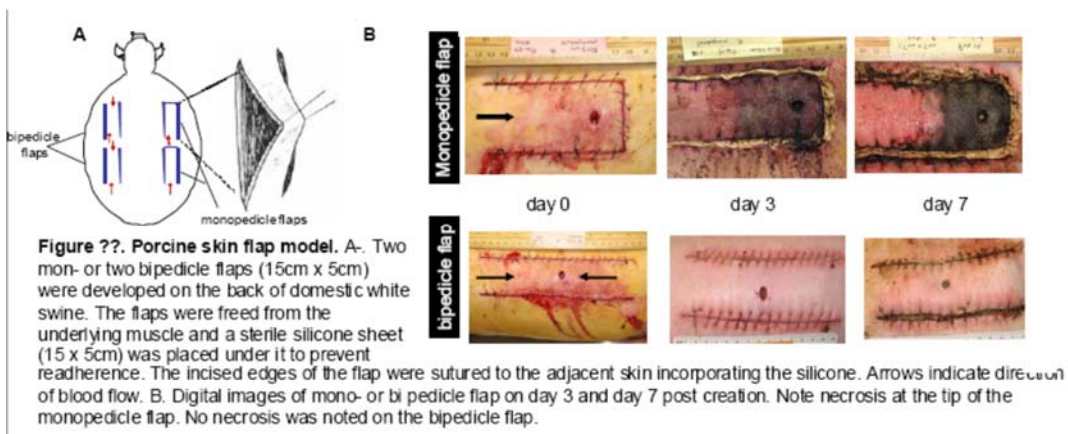 A
B
bipedicle
flaps
monopedicle flaps
Monopedicle flap
day 0
day 3
day 7
bipedicle flap
Figure ??. Porcine skin flap model. A-. Two
mon- or two bipedicle flaps (15cm x 5cm)
were developed on the back of domestic white
swine. The flaps were freed from the
underlying muscle and a sterile silicone sheet
(15 x 5cm) was placed under it to prevent
readherence. The incised edges of the flap were sutured to the adjacent skin incorporating the silicone. Arrows indicate direction
of blood flow. B. Digital images of mono- or bi pedicle flap on day 3 and day 7 post creation. Note necrosis at the tip of the
monopedicle flap. No necrosis was noted on the bipedicle flap.